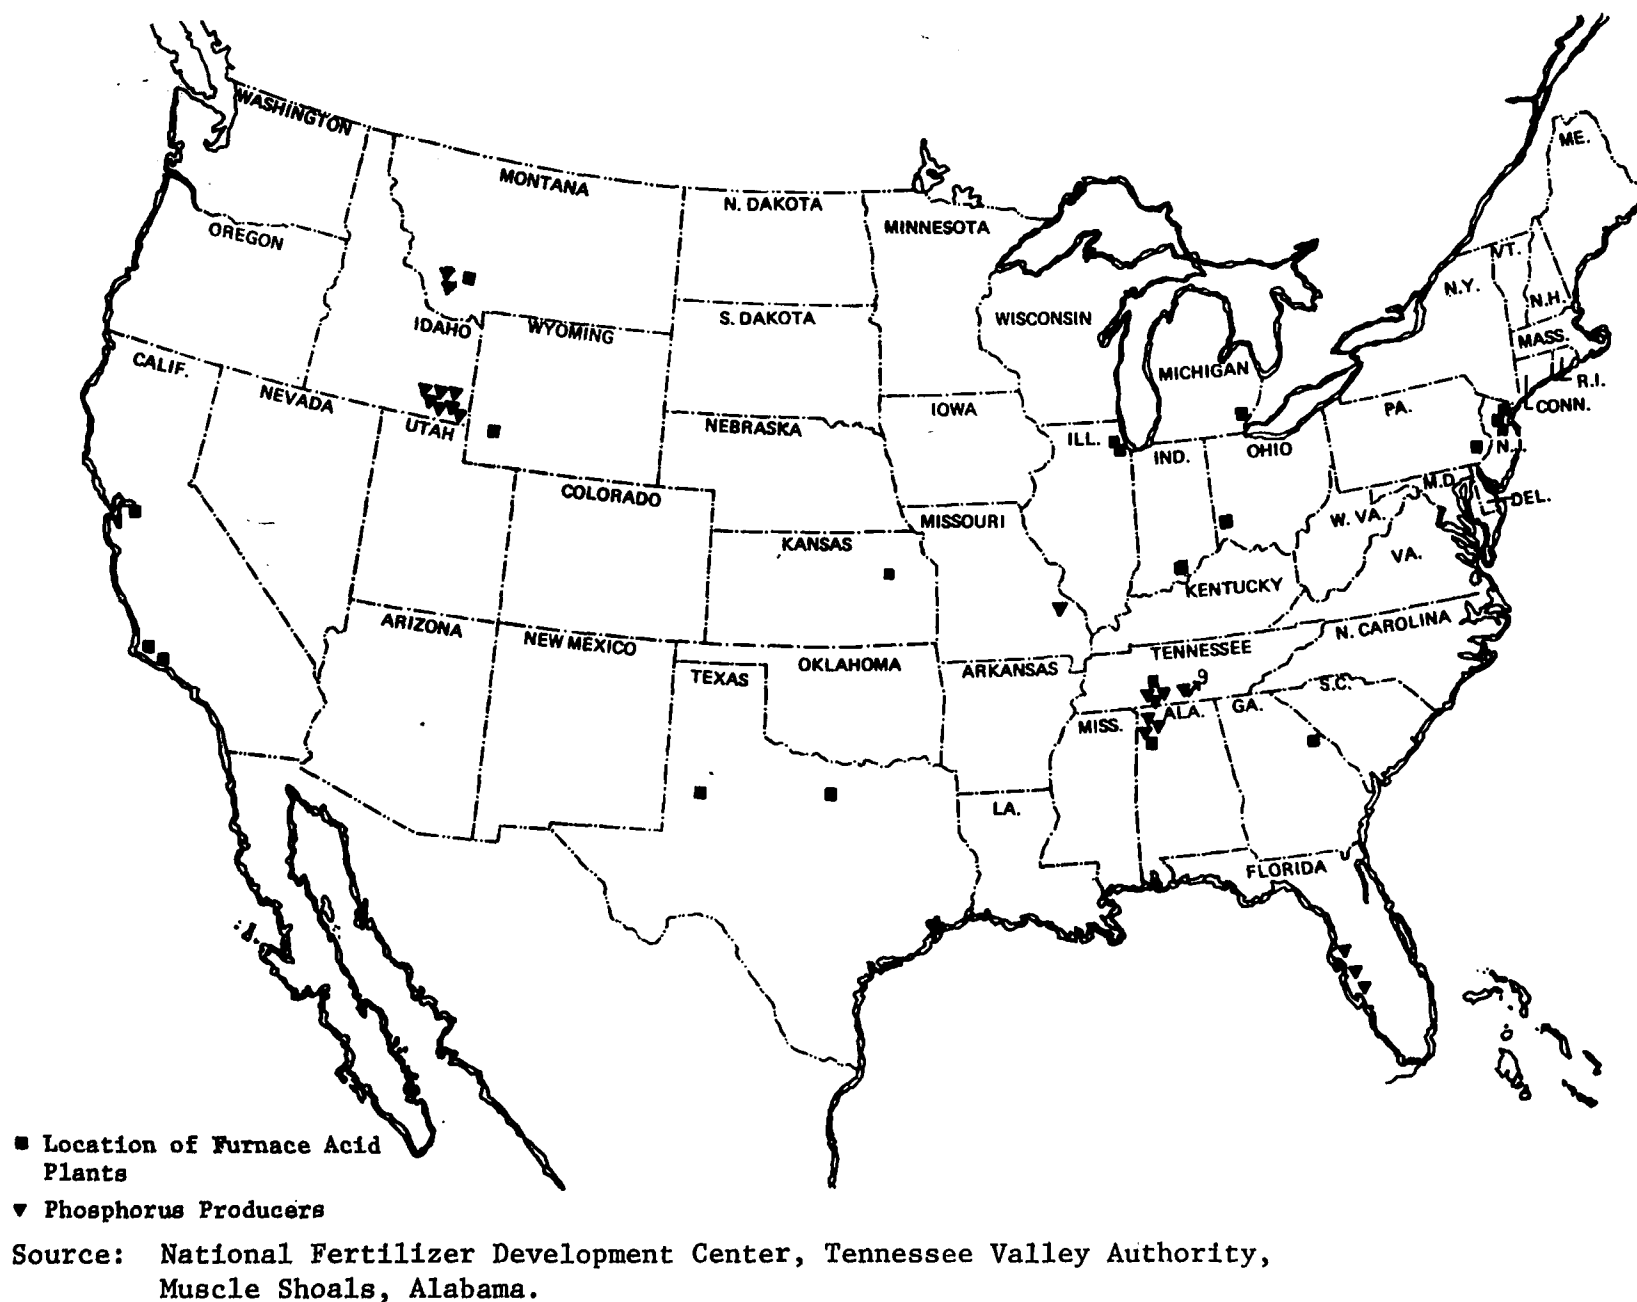 WASHINGTON
MONTANA
N. DAKOTA
MINNESOTA
ME.
OREGON
VT.
N.Y.
N.H.
IDAHO
WYOMING
S. DAKOTA
WISCONSIN
MASS.
CALIF.
NEVADA
MICHIGAN
R.I.
CONN.
UTAH
NEBRASKA
IOWA
ILL.
IND.
OHIO
PA.
N.J.
COLORADO
M.D.
DEL.
KANSAS
MISSOURI
W. VA.
VA.
KENTUCKY
ARIZONA
NEW MEXICO
OKLAHOMA
TEXAS
ARKANSAS
TENNESSEE
N. CAROLINA
9
S.C.
MISS.
ALA.
GA.
LA.
FLORIDA
Location of Furnace Acid
Plants
Phosphorus Producers
Source: National Fertilizer Development Center, Tennessee Valley Authority,
Muscle Shoals, Alabama.